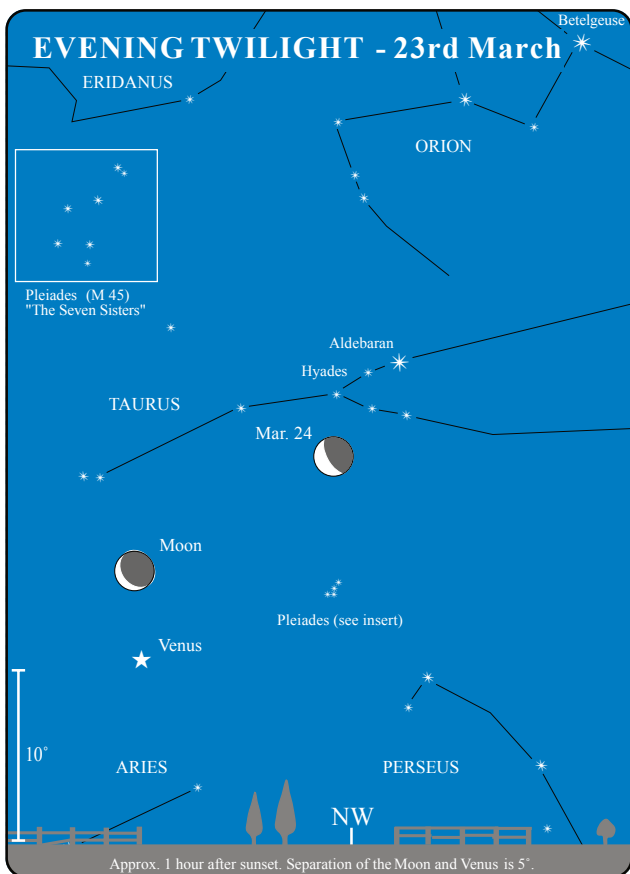 Betelgeuse
EVENING TWILIGHT - 23rd March
ERIDANUS
ORION
Pleiades (M 45)
"The Seven Sisters"
Aldebaran
Hyades
TAURUS
Mar. 24
Moon
Pleiades (see insert)
Venus
10°
ARIES
PERSEUS
NW
Approx. 1 hour after sunset. Separation of the Moon and Venus is 5°.